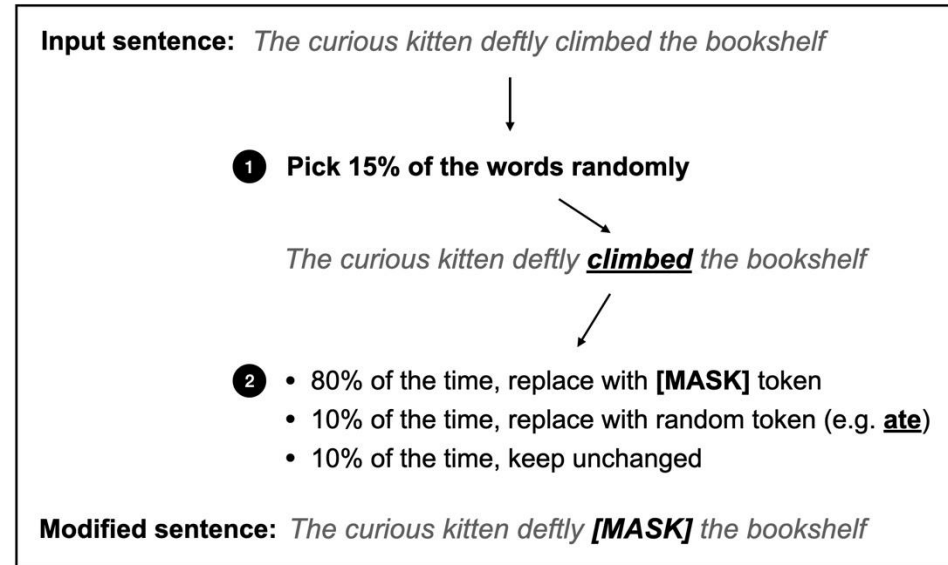 Input sentence: The curious kitten deftly climbed the bookshelf
1 Pick 15% of the words randomly
The curious kitten deftly climbed the bookshelf
2 • 80% of the time, replace with [MASK] token
• 10% of the time, replace with random token (e.g. ate)
• 10% of the time, keep unchanged
Modified sentence: The curious kitten deftly [MASK] the bookshelf